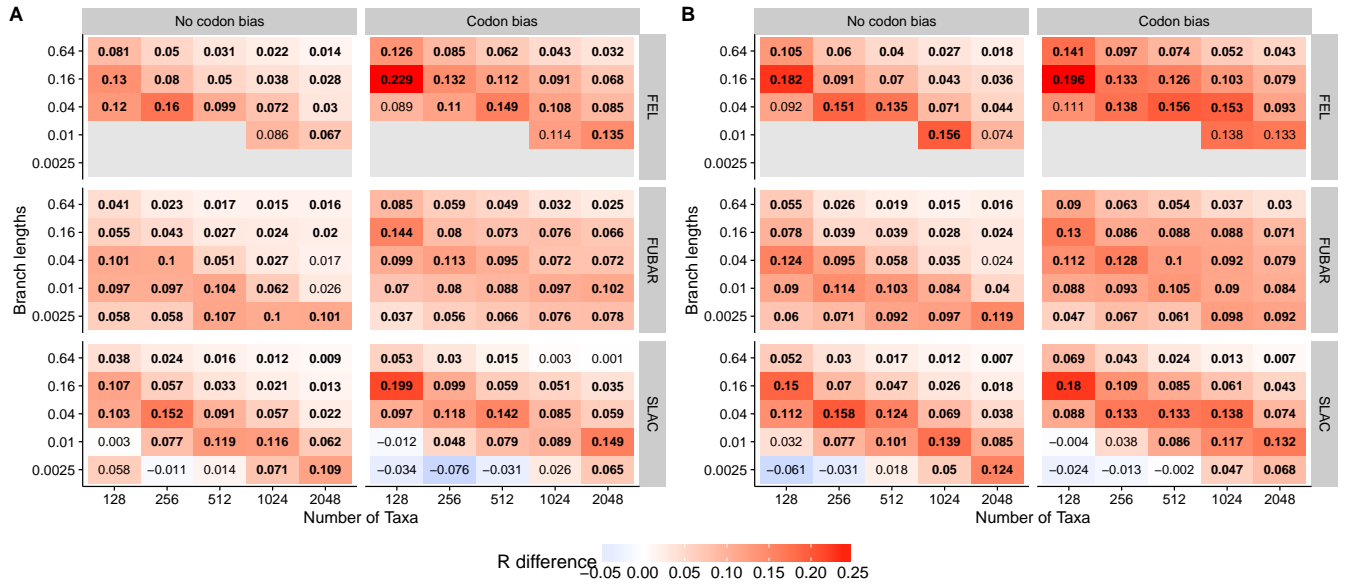 A
B
No codon bias Codon bias No codon bias Codon bias
0.64 0.081 0.05 0.031 0.022 0.014 0.126 0.085 0.062 0.043 0.032 0.105 0.06 0.04 0.027 0.018 0.141 0.097 0.074 0.052 0.043
0.16 0.13 0.08 0.05 0.038 0.028 0.229 0.132 0.112 0.091 0.068 0.182 0.091 0.07 0.043 0.036 0.196 0.133 0.126 0.103 0.079
0.04 0.12 0.16 0.099 0.072 0.03 0.089 0.11 0.149 0.108 0.085 0.092 0.151 0.135 0.071 0.044 0.111 0.138 0.156 0.153 0.093
0.01 0.086 0.067 0.114 0.135 0.156 0.074 0.138 0.133
0.0025
FEL FEL
0.64 0.041 0.023 0.017 0.015 0.016 0.085 0.059 0.049 0.032 0.025 0.055 0.026 0.019 0.015 0.016 0.09 0.063 0.054 0.037 0.03
0.16 0.055 0.043 0.027 0.024 0.02 0.144 0.08 0.073 0.076 0.066 0.078 0.039 0.039 0.028 0.024 0.13 0.086 0.088 0.088 0.071
0.04 0.101 0.1 0.051 0.027 0.017 0.099 0.113 0.095 0.072 0.072 0.124 0.095 0.058 0.035 0.024 0.112 0.128 0.1 0.092 0.079
0.01 0.097 0.097 0.104 0.062 0.026 0.07 0.08 0.088 0.097 0.102 0.09 0.114 0.103 0.084 0.04 0.088 0.093 0.105 0.09 0.084
0.0025 0.058 0.058 0.107 0.1 0.101 0.037 0.056 0.066 0.076 0.078 0.06 0.071 0.092 0.097 0.119 0.047 0.067 0.061 0.098 0.092
FUBAR FUBAR
0.64 0.038 0.024 0.016 0.012 0.009 0.053 0.03 0.015 0.003 0.001 0.052 0.03 0.017 0.012 0.007 0.069 0.043 0.024 0.013 0.007
0.16 0.107 0.057 0.033 0.021 0.013 0.199 0.099 0.059 0.051 0.035 0.15 0.07 0.047 0.026 0.018 0.18 0.109 0.085 0.061 0.043
0.04 0.103 0.152 0.091 0.057 0.022 0.097 0.118 0.142 0.085 0.059 0.112 0.158 0.124 0.069 0.038 0.088 0.133 0.133 0.138 0.074
0.01 0.003 0.077 0.119 0.116 0.062 −0.012 0.048 0.079 0.089 0.149 0.032 0.077 0.101 0.139 0.085 −0.004 0.038 0.086 0.117 0.132
0.0025 0.058 −0.011 0.014 0.071 0.109 −0.034 −0.076 −0.031 0.026 0.065 −0.061 −0.031 0.018 0.05 0.124 −0.024 −0.013 −0.002 0.047 0.068
SLAC SLAC
128 256 512 1024 2048 128 256 512 1024 2048 128 256 512 1024 2048 128 256 512 1024 2048
Branch lengths Branch lengths
Number of Taxa Number of Taxa
R difference
−0.05 0.00 0.05 0.10 0.15 0.20 0.25